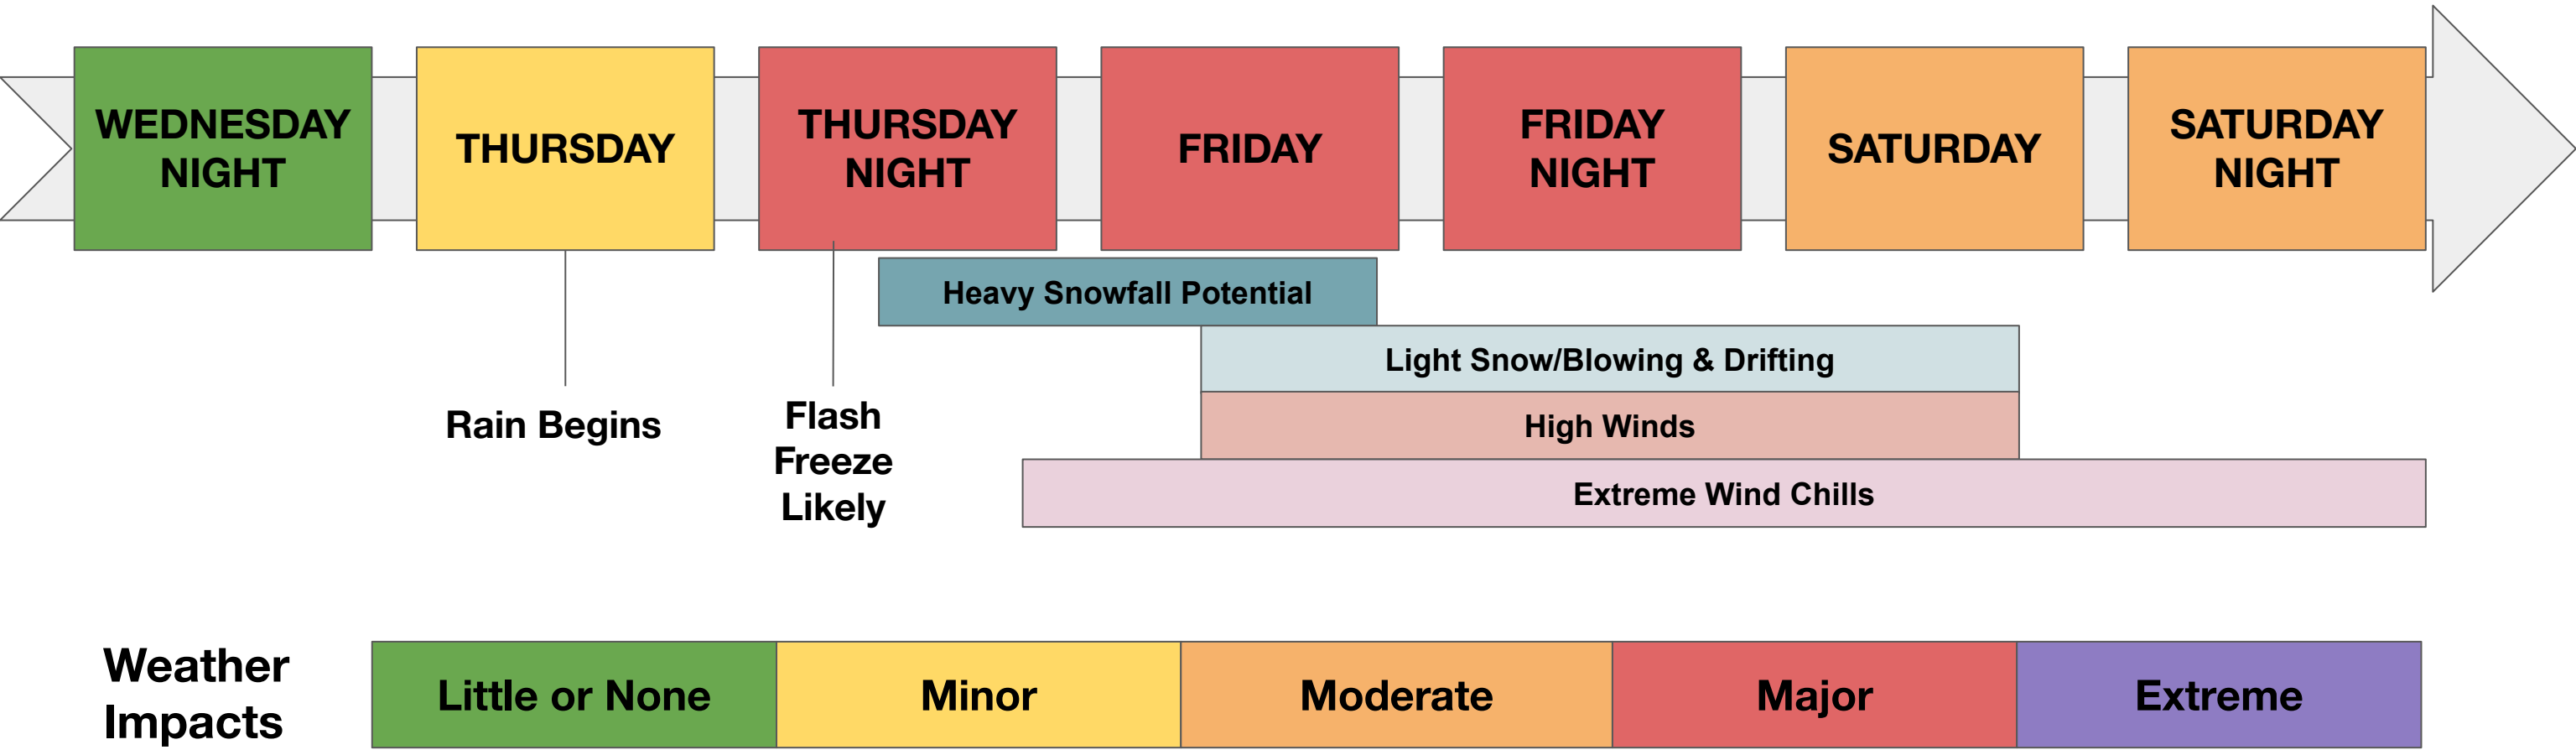 WEDNESDAY
NIGHT
THURSDAY
THURSDAY
NIGHT
FRIDAY
FRIDAY
NIGHT
SATURDAY
SATURDAY
NIGHT
Heavy Snowfall Potential
Light Snow/Blowing & Drifting
High Winds
Extreme Wind Chills
Rain Begins
Flash
Freeze
Likely
Weather
Impacts
Little or None
Minor
Moderate
Major
Extreme